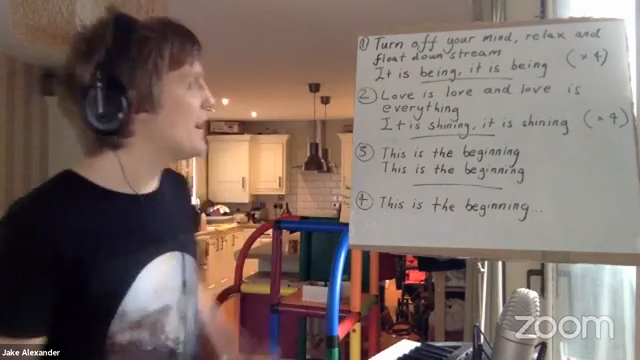 ① Turn off your mind, relax and
float down stream
It is being, it is being (×4)
② Love is love and love is
everything
It is shining, it is shining (×4)
③ This is the beginning
This is the beginning
④ This is the beginning...
Jake Alexander
zoom